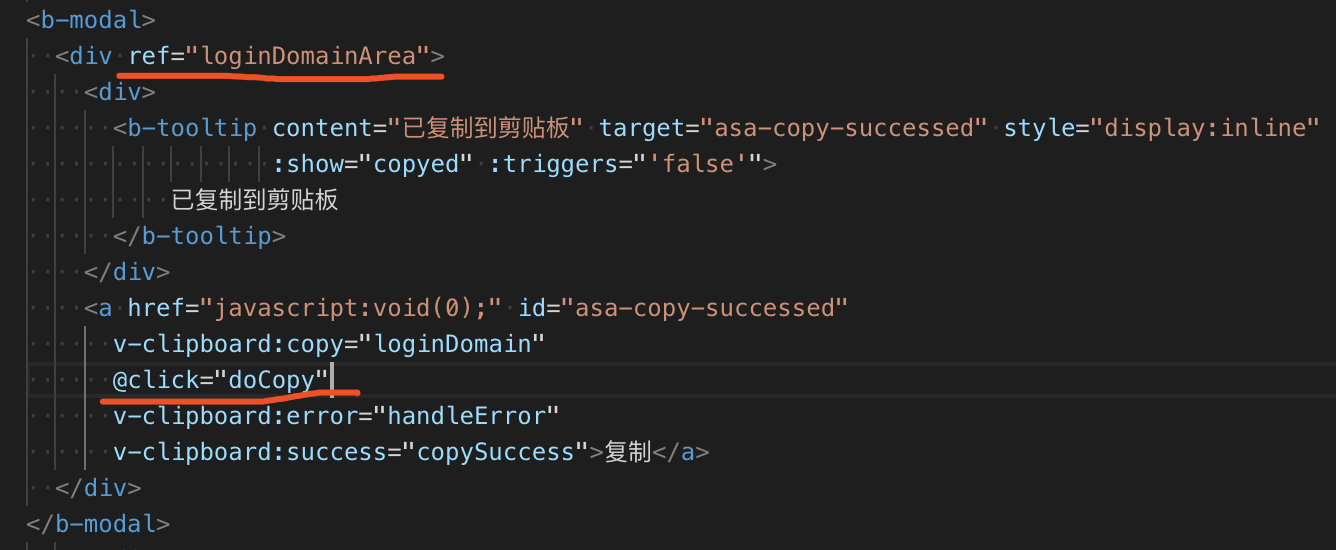 <b-modal>
<div ref="loginDomainArea">
<div>
<b-tooltip content="已复制到剪贴板" target="asa-copy-successed" style="display:inline"
:show="copyed" :triggers="'false'">
已复制到剪贴板
</b-tooltip>
</div>
<a href="javascript:void(0);" id="asa-copy-successed"
v-clipboard:copy="loginDomain"
@click="doCopy"
v-clipboard:error="handleError"
v-clipboard:success="copySuccess">复制</a>
</div>
</b-modal>